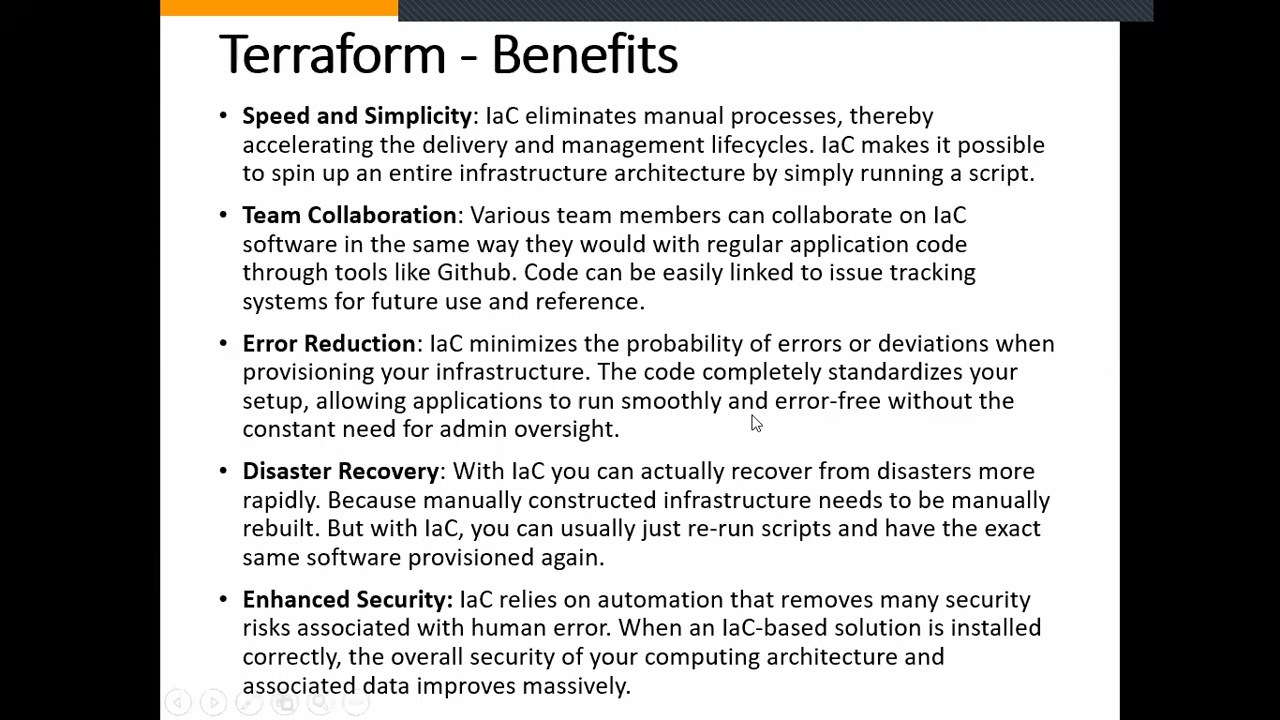 Terraform - Benefits
• Speed and Simplicity: IaC eliminates manual processes, thereby
accelerating the delivery and management lifecycles. IaC makes it possible
to spin up an entire infrastructure architecture by simply running a script.
• Team Collaboration: Various team members can collaborate on IaC
software in the same way they would with regular application code
through tools like Github. Code can be easily linked to issue tracking
systems for future use and reference.
• Error Reduction: IaC minimizes the probability of errors or deviations when
provisioning your infrastructure. The code completely standardizes your
setup, allowing applications to run smoothly and error-free without the
constant need for admin oversight.
• Disaster Recovery: With IaC you can actually recover from disasters more
rapidly. Because manually constructed infrastructure needs to be manually
rebuilt. But with IaC, you can usually just re-run scripts and have the exact
same software provisioned again.
• Enhanced Security: IaC relies on automation that removes many security
risks associated with human error. When an IaC-based solution is installed
correctly, the overall security of your computing architecture and
associated data improves massively.